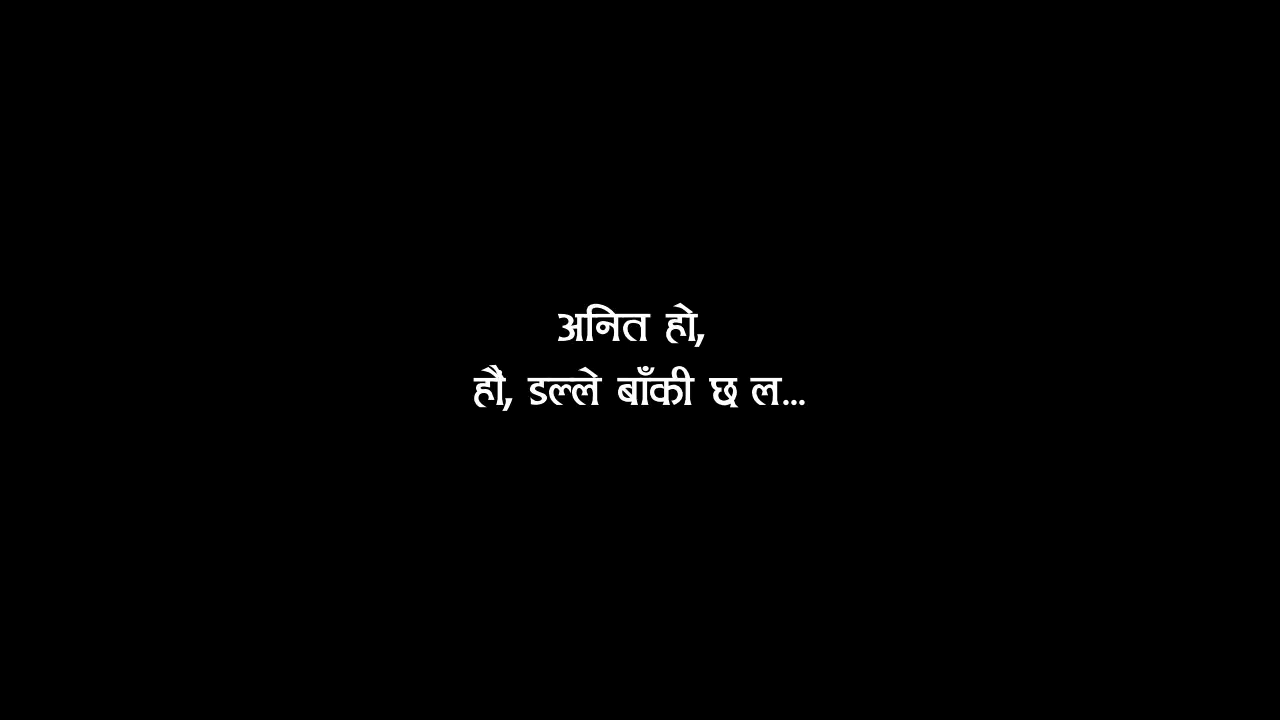 अनित हो,
हौ, डल्ले बाँकी छ ल...